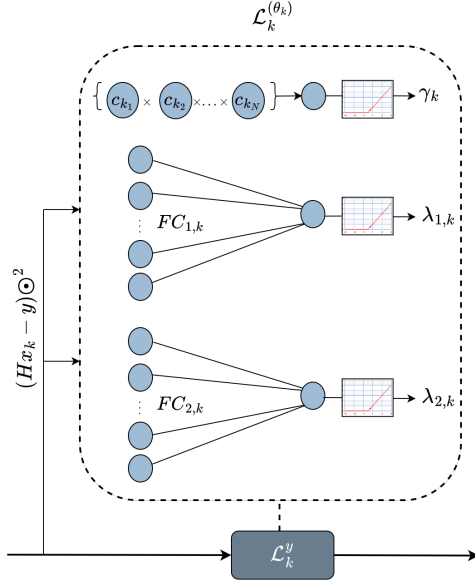 $\mathcal{L}_k^{(\theta_k)}$
$\{ c_{k_1} \times c_{k_2} \times \ldots \times c_{k_N} \}$ $\gamma_k$
$FC_{1,k}$ $\lambda_{1,k}$
$(Hx_k - y)^{\odot 2}$
$FC_{2,k}$ $\lambda_{2,k}$
$\mathcal{L}_k^y$